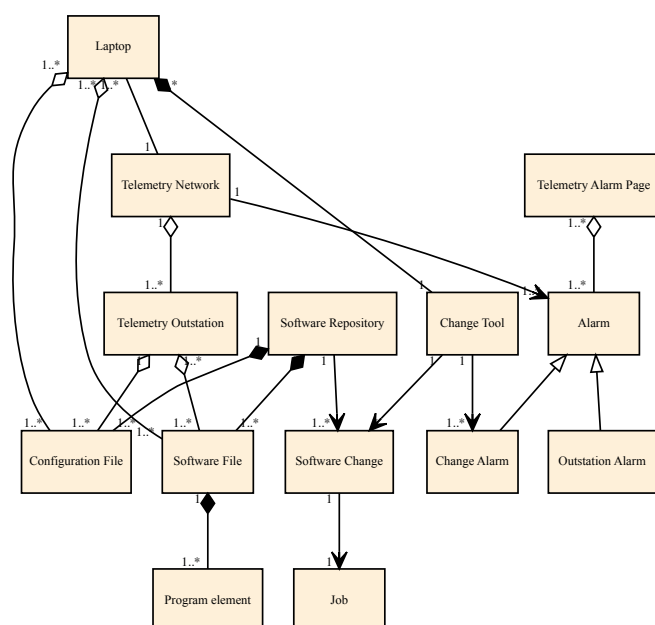 Laptop
1..*
1..*
1..*
*
1
Telemetry Network
1
Telemetry Alarm Page
1
1..*
1..*
1
1..*
Telemetry Outstation
Software Repository
Change Tool
Alarm
1
1..*
1
1
1
1
1..*
1..*
1..*
1..*
1..*
1..*
1..*
1..*
Configuration File
Software File
Software Change
Change Alarm
Outstation Alarm
1
1
1..*
1
Program element
Job